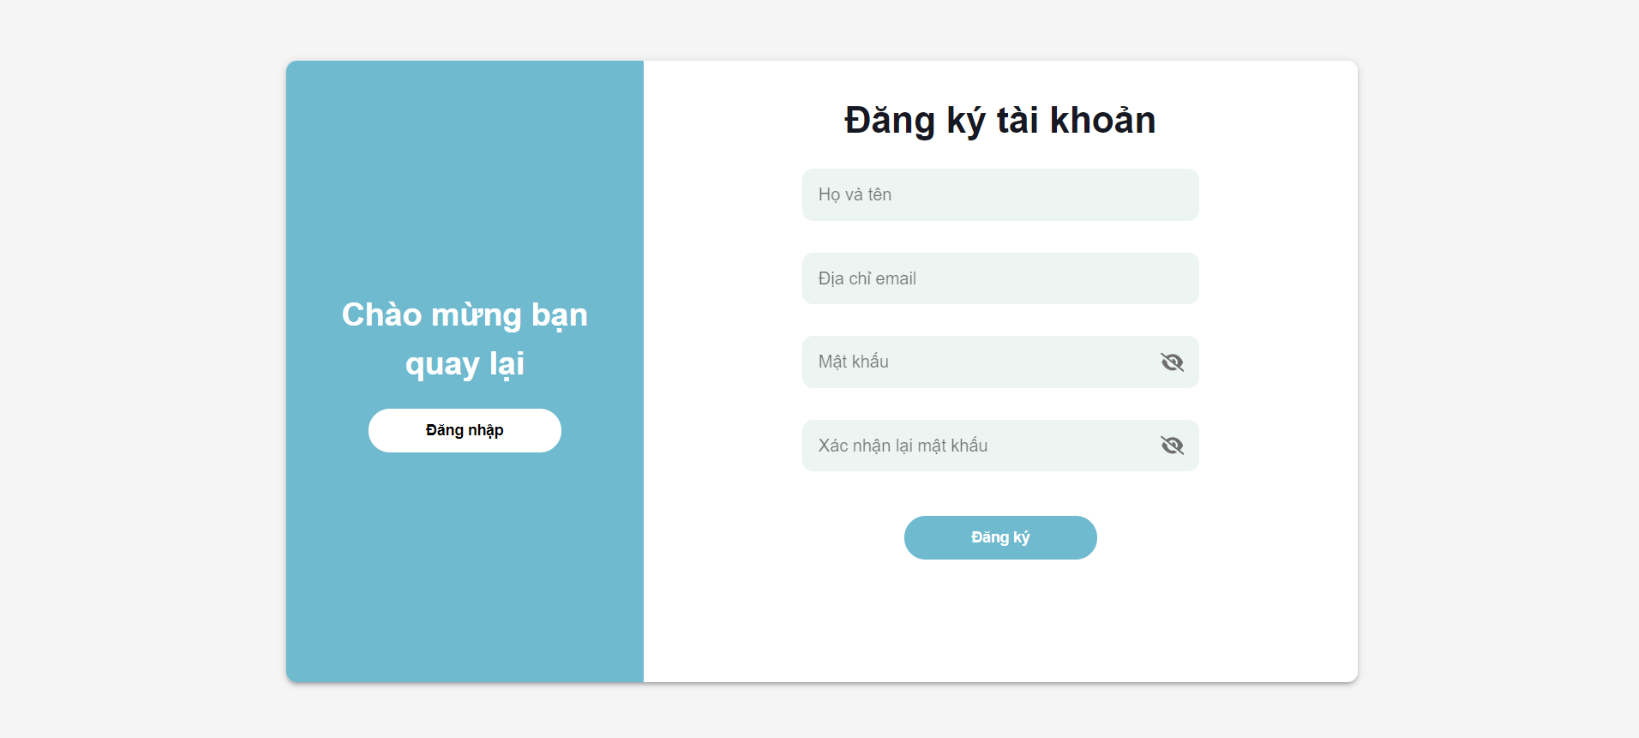 Chào mừng bạn
quay lại
Đăng nhập
Đăng ký tài khoản
Họ và tên
Địa chỉ email
Mật khẩu
Xác nhận lại mật khẩu
Đăng ký